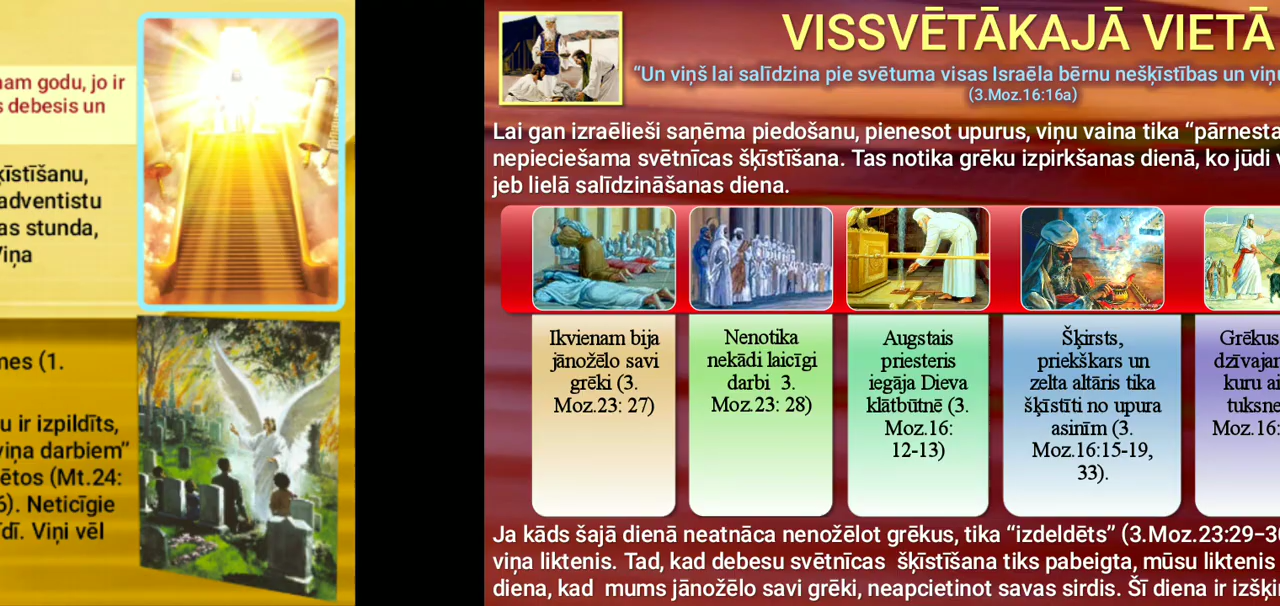 nam godu, jo ir
s debesis un
ķīstīšanu,
adventistu
as stunda,
Viņa
mes (1.
u ir izpildīts,
viņa darbiem”
ētos (Mt.24:
6). Neticīgie
īdī. Viņi vēl
VISSVĒTĀKAJĀ VIETĀ
“Un viņš lai salīdzina pie svētuma visas Israēla bērnu nešķīstības un viņu
(3.Moz.16:16a)
Lai gan izraēlieši saņēma piedošanu, pienesot upurus, viņu vaina tika “pārnesta
nepieciešama svētnīcas šķīstīšana. Tas notika grēku izpirkšanas dienā, ko jūdi v
jeb lielā salīdzināšanas diena.
Ikvienam bija
jānožēlo savi
grēki (3.
Moz.23: 27)
Nenotika
nekādi laicīgi
darbi 3.
Moz.23: 28)
Augstais
priesteris
iegāja Dieva
klātbūtnē (3.
Moz.16:
12-13)
Šķirsts,
priekškars un
zelta altāris tika
šķīstīti no upura
asinīm (3.
Moz.16:15-19,
33).
Grēkus
dzīvajam
kuru ai
tuksne
Moz.16:
Ja kāds šajā dienā neatnāca nenožēlot grēkus, tika “izdeldēts” (3.Moz.23:29-30
viņa liktenis. Tad, kad debesu svētnīcas šķīstīšana tiks pabeigta, mūsu liktenis
diena, kad mums jānožēlo savi grēki, neapcietinot savas sirdis. Šī diena ir izšķir